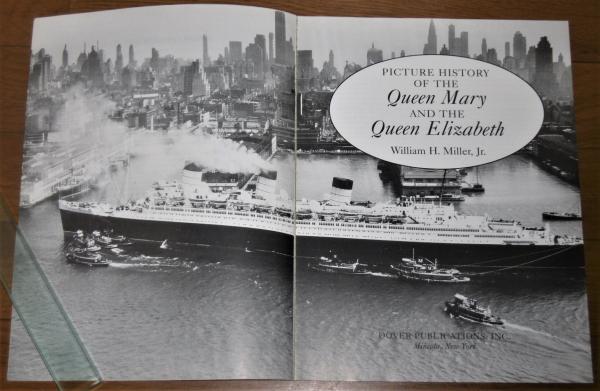 PICTURE HISTORY
OF THE
Queen Mary
AND THE
Queen Elizabeth
William H. Miller, Jr.
DOVER PUBLICATIONS, INC.
Mineola, New York